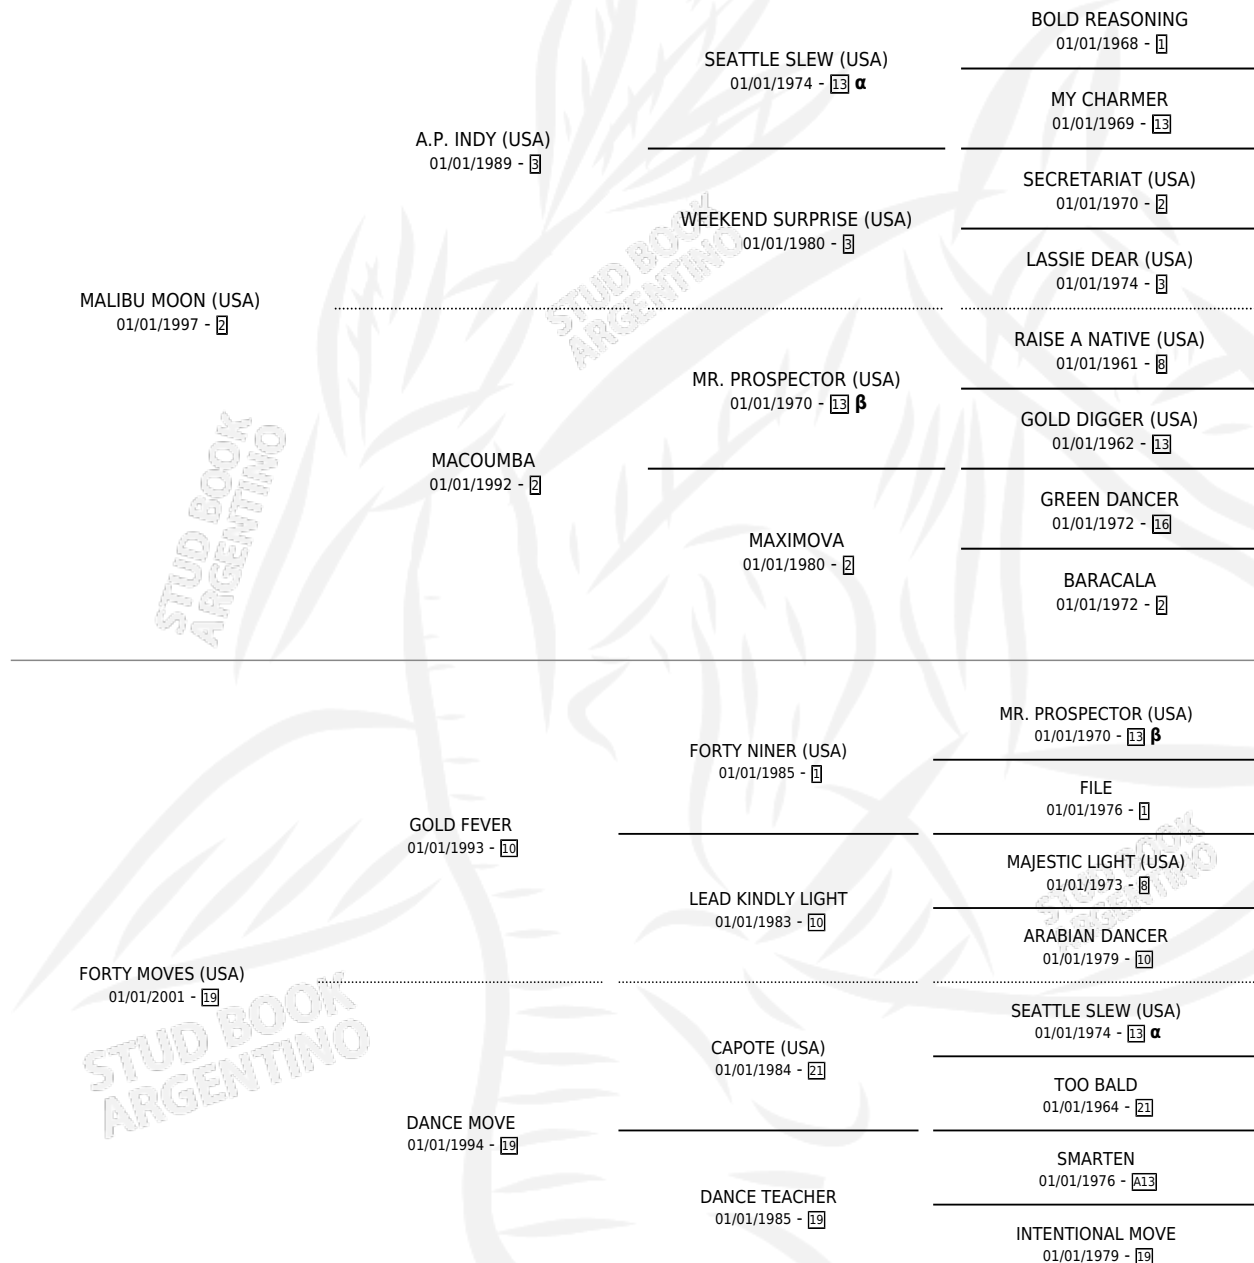 BOLD REASONING
01/01/1968 - 1
SEATTLE SLEW (USA)
01/01/1974 - 13 α
MY CHARMER
01/01/1969 - 13
A.P. INDY (USA)
01/01/1989 - 3
SECRETARIAT (USA)
01/01/1970 - 2
WEEKEND SURPRISE (USA)
01/01/1980 - 3
LASSIE DEAR (USA)
01/01/1974 - 3
MALIBU MOON (USA)
01/01/1997 - 2
RAISE A NATIVE (USA)
01/01/1961 - 8
MR. PROSPECTOR (USA)
01/01/1970 - 13 β
GOLD DIGGER (USA)
01/01/1962 - 13
MACOUMBA
01/01/1992 - 2
GREEN DANCER
01/01/1972 - 16
MAXIMOVA
01/01/1980 - 2
BARACALA
01/01/1972 - 2
MR. PROSPECTOR (USA)
01/01/1970 - 13 β
FORTY NINER (USA)
01/01/1985 - 1
FILE
01/01/1976 - 1
GOLD FEVER
01/01/1993 - 10
MAJESTIC LIGHT (USA)
01/01/1973 - 8
LEAD KINDLY LIGHT
01/01/1983 - 10
ARABIAN DANCER
01/01/1979 - 10
FORTY MOVES (USA)
01/01/2001 - 19
SEATTLE SLEW (USA)
01/01/1974 - 13 α
CAPOTE (USA)
01/01/1984 - 21
TOO BALD
01/01/1964 - 21
DANCE MOVE
01/01/1994 - 19
SMARTEN
01/01/1976 - A13
DANCE TEACHER
01/01/1985 - 19
INTENTIONAL MOVE
01/01/1979 - 19
STUD BOOK
ARGENTINO
STUD BOOK
ARGENTINO
STUD BOOK
ARGENTINO
STUD BOOK
ARGENTINO